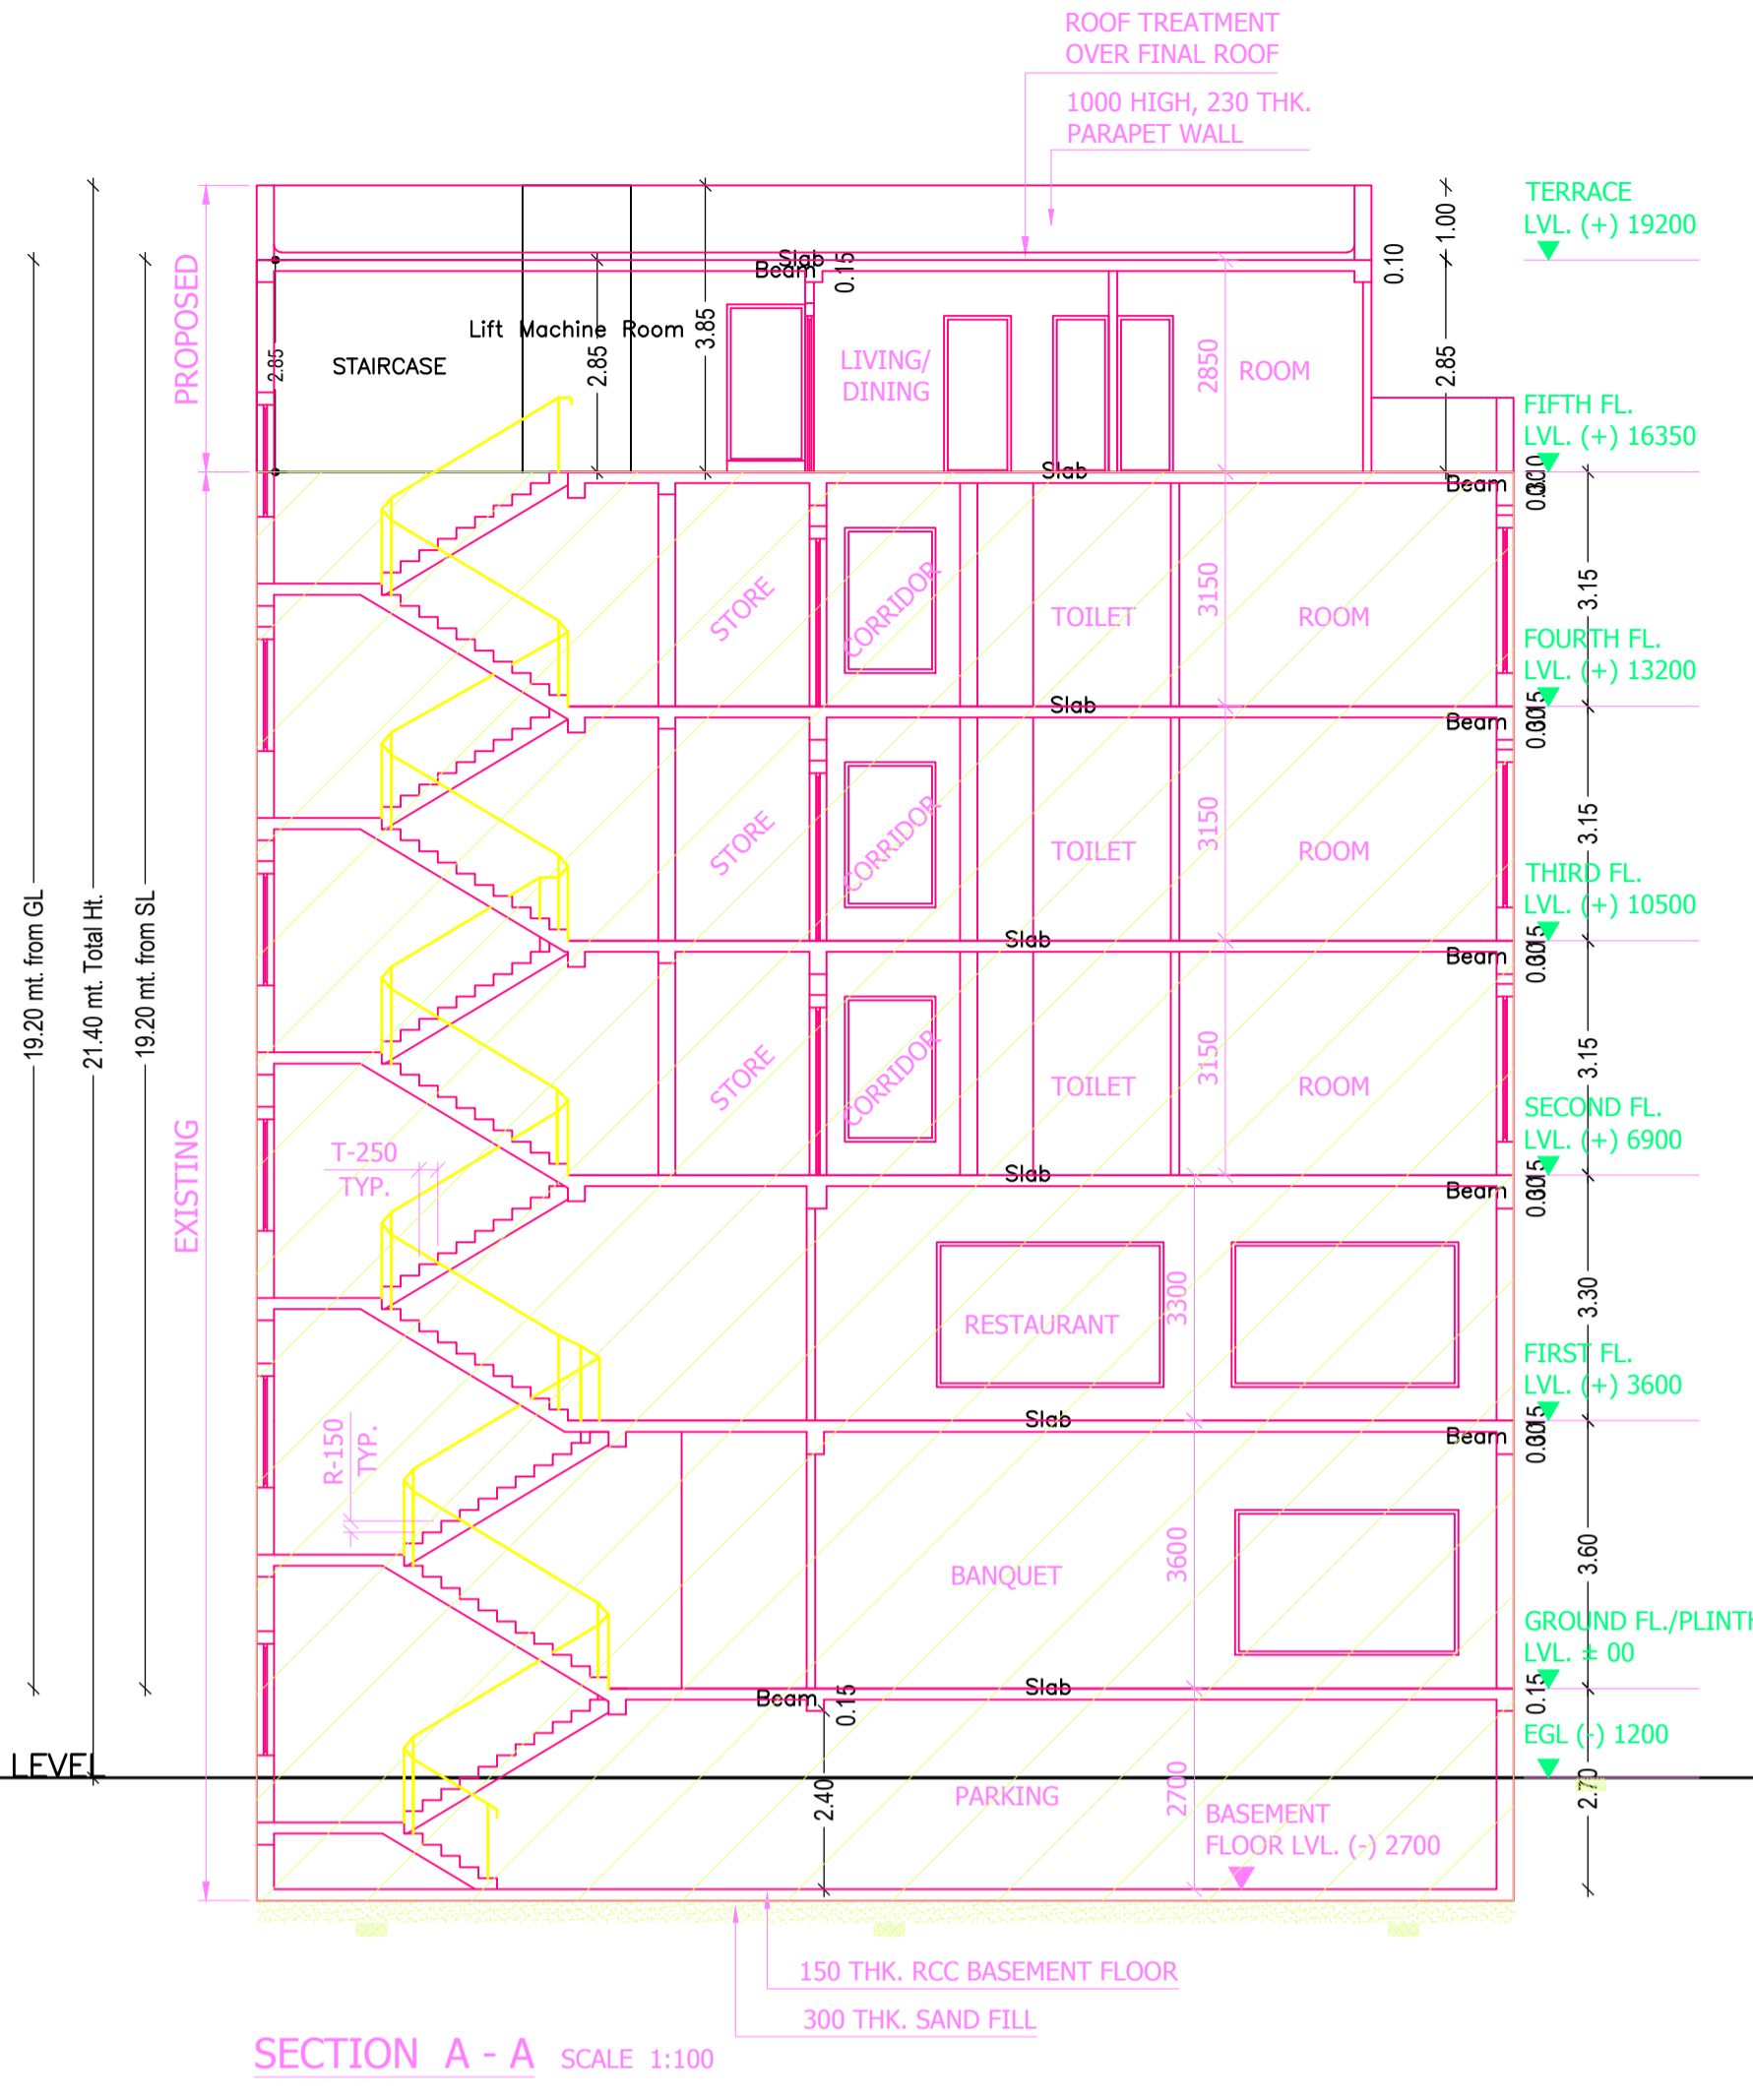 ROOF TREATMENT
OVER FINAL ROOF
1000 HIGH, 230 THK.
PARAPET WALL
TERRACE
LVL. (+) 19200
1.00
PROPOSED
Slab
Beam
0.15
0.10
Lift Machine Room
3.85
2.85
STAIRCASE
2.85
LIVING/
DINING
2850
ROOM
2.85
FIFTH FL.
LVL. (+) 16350
Slab
Beam
STORE
CORRIDOR
TOILET
3150
ROOM
3.15
FOURTH FL.
LVL. (+) 13200
Slab
Beam
STORE
CORRIDOR
TOILET
3150
ROOM
3.15
THIRD FL.
LVL. (+) 10500
19.20 mt. from GL
21.40 mt. Total Ht.
19.20 mt. from SL
Slab
Beam
STORE
CORRIDOR
TOILET
3150
ROOM
3.15
SECOND FL.
LVL. (+) 6900
EXISTING
T-250
TYP.
Slab
Beam
RESTAURANT
3300
3.30
FIRST FL.
LVL. (+) 3600
Slab
Beam
R-150
TYP.
BANQUET
3600
3.60
GROUND FL./PLINTH
LVL. ± 00
Slab
Beam
0.15
0.15
EGL (-) 1200
LEVEL
PARKING
2.40
2700
2.70
BASEMENT
FLOOR LVL. (-) 2700
150 THK. RCC BASEMENT FLOOR
300 THK. SAND FILL
SECTION A - A SCALE 1:100